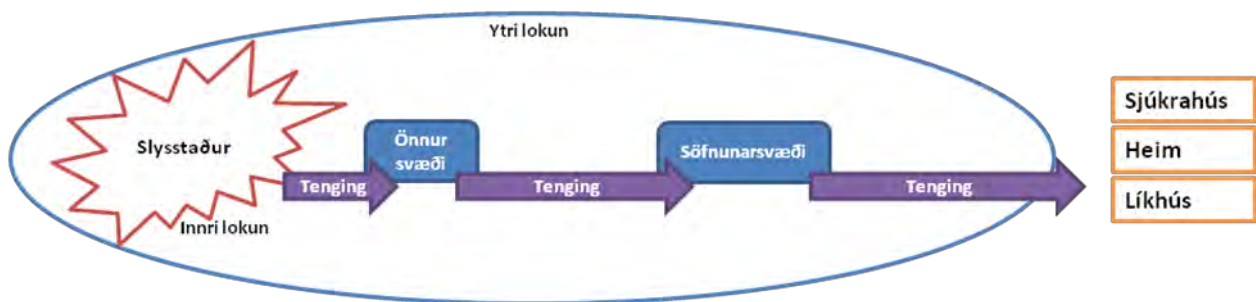 Ytri lokun
Slysstaður
Innri lokun
Tenging
Önnur
svæði
Tenging
Söfnunarsvæði
Tenging
Sjúkrahús
Heim
Líkhús